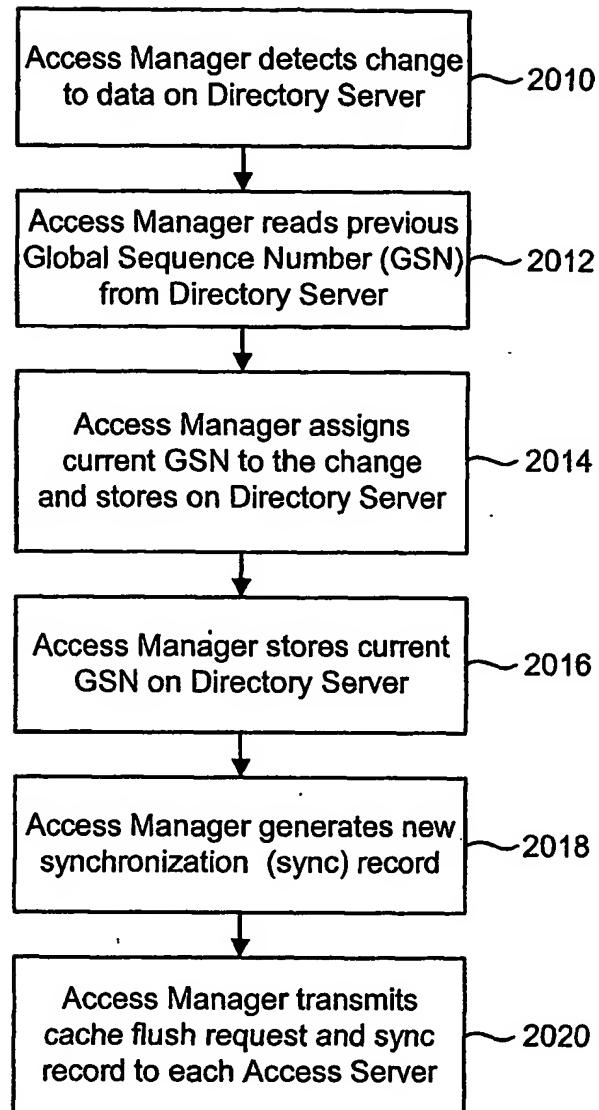 Access Manager detects change
to data on Directory Server
2010
Access Manager reads previous
Global Sequence Number (GSN)
from Directory Server
2012
Access Manager assigns
current GSN to the change
and stores on Directory Server
2014
Access Manager stores current
GSN on Directory Server
2016
Access Manager generates new
synchronization (sync) record
2018
Access Manager transmits
cache flush request and sync
record to each Access Server
2020